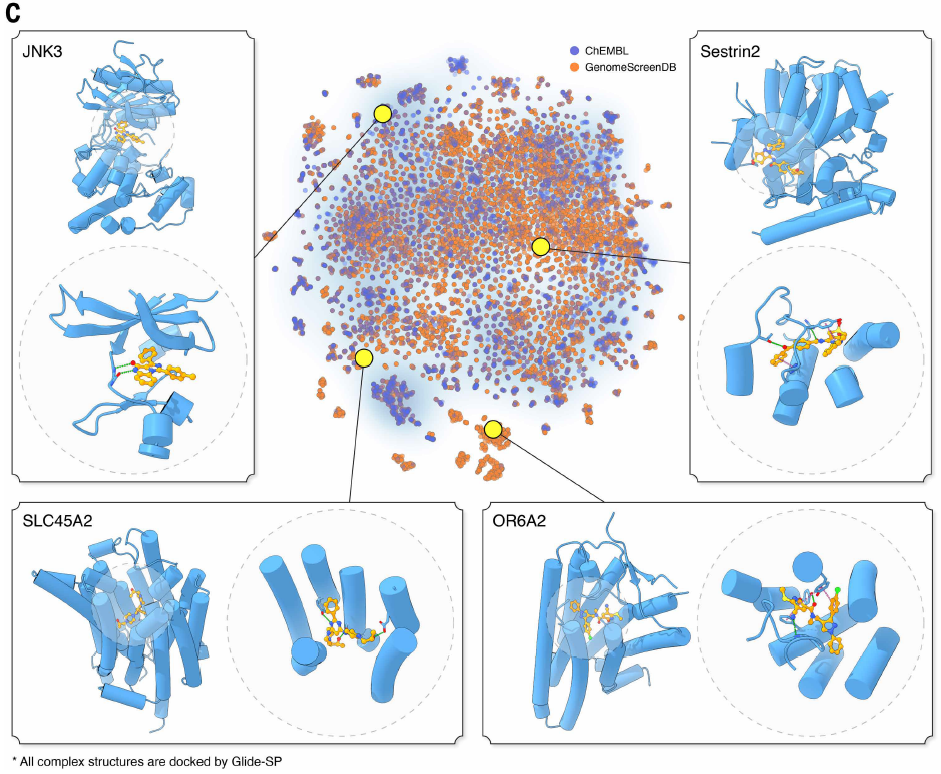 C
JNK3
ChEMBL
GenomeScreenDB
Sestrin2
SLC45A2
OR6A2
* All complex structures are docked by Glide-SP